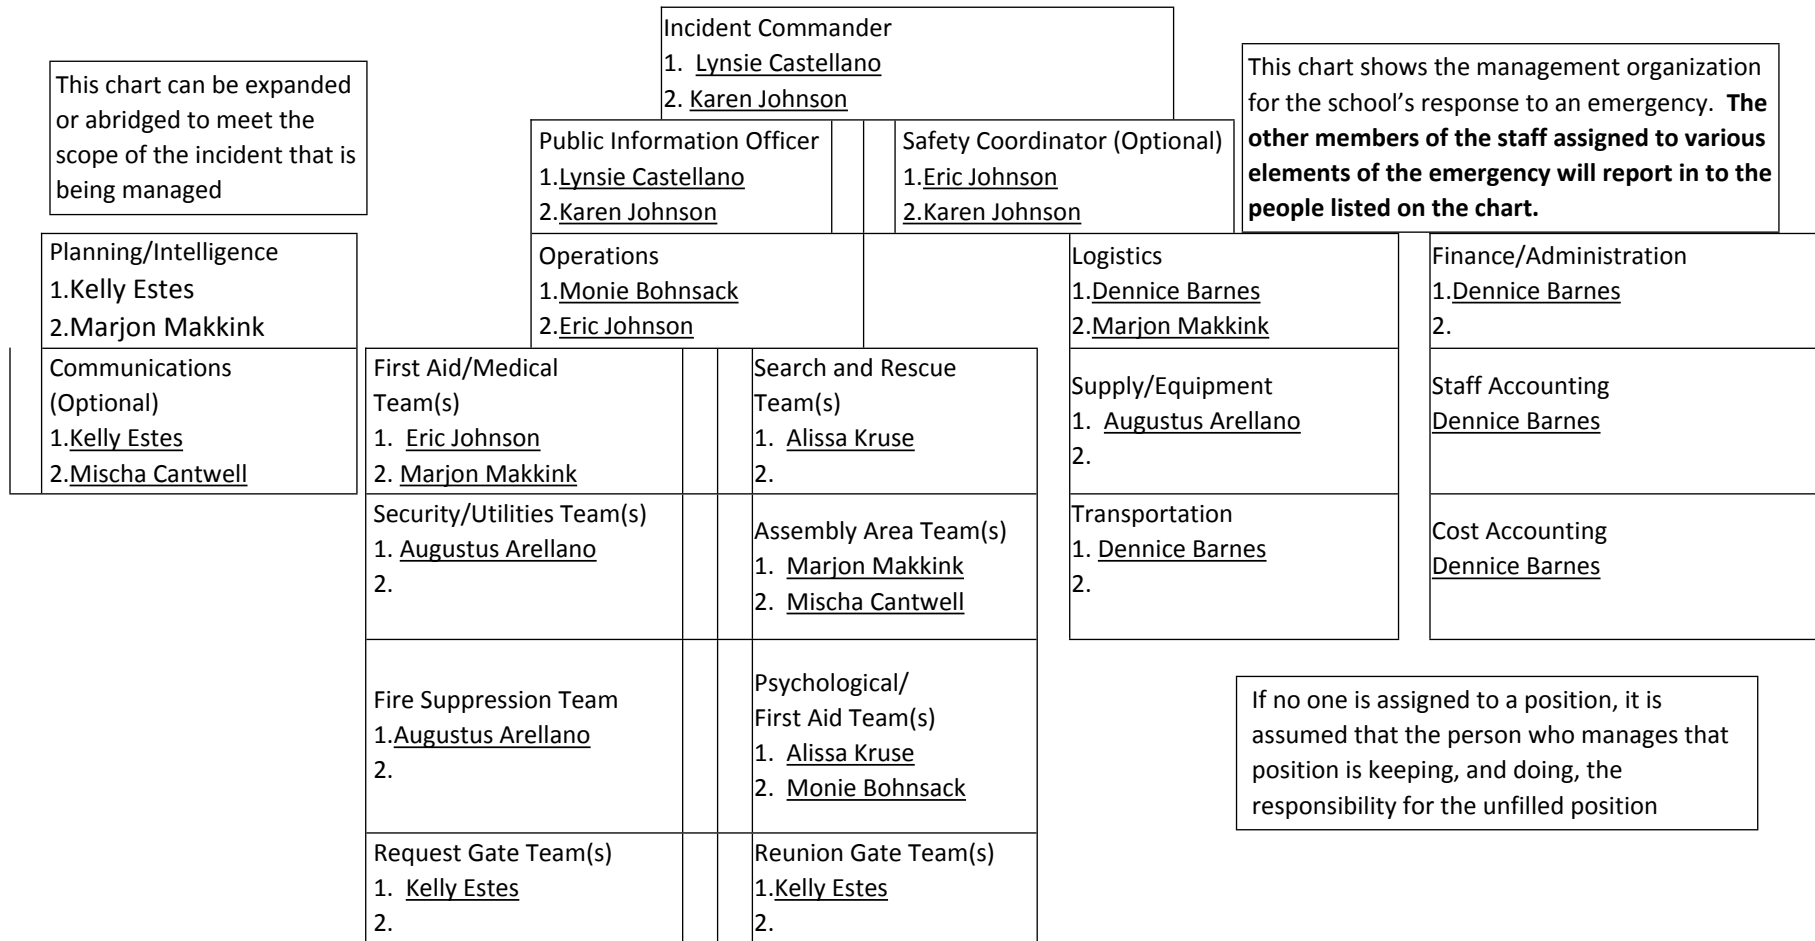 Incident Commander
1. Lynsie Castellano
2. Karen Johnson
This chart can be expanded
or abridged to meet the
scope of the incident that is
being managed
This chart shows the management organization
for the school’s response to an emergency. The
other members of the staff assigned to various
elements of the emergency will report in to the
people listed on the chart.
Public Information Officer
1.Lynsie Castellano
2.Karen Johnson
Safety Coordinator (Optional)
1.Eric Johnson
2.Karen Johnson
Planning/Intelligence
1.Kelly Estes
2.Marjon Makkink
Operations
1.Monie Bohnsack
2.Eric Johnson
Logistics
1.Dennice Barnes
2.Marjon Makkink
Finance/Administration
1.Dennice Barnes
2.
Communications
(Optional)
1.Kelly Estes
2.Mischa Cantwell
First Aid/Medical
Team(s)
1. Eric Johnson
2. Marjon Makkink
Search and Rescue
Team(s)
1. Alissa Kruse
2.
Supply/Equipment
1. Augustus Arellano
2.
Staff Accounting
Dennice Barnes
Security/Utilities Team(s)
1. Augustus Arellano
2.
Assembly Area Team(s)
1. Marjon Makkink
2. Mischa Cantwell
Transportation
1. Dennice Barnes
2.
Cost Accounting
Dennice Barnes
Fire Suppression Team
1.Augustus Arellano
2.
Psychological/
First Aid Team(s)
1. Alissa Kruse
2. Monie Bohnsack
If no one is assigned to a position, it is
assumed that the person who manages that
position is keeping, and doing, the
responsibility for the unfilled position
Request Gate Team(s)
1. Kelly Estes
2.
Reunion Gate Team(s)
1.Kelly Estes
2.